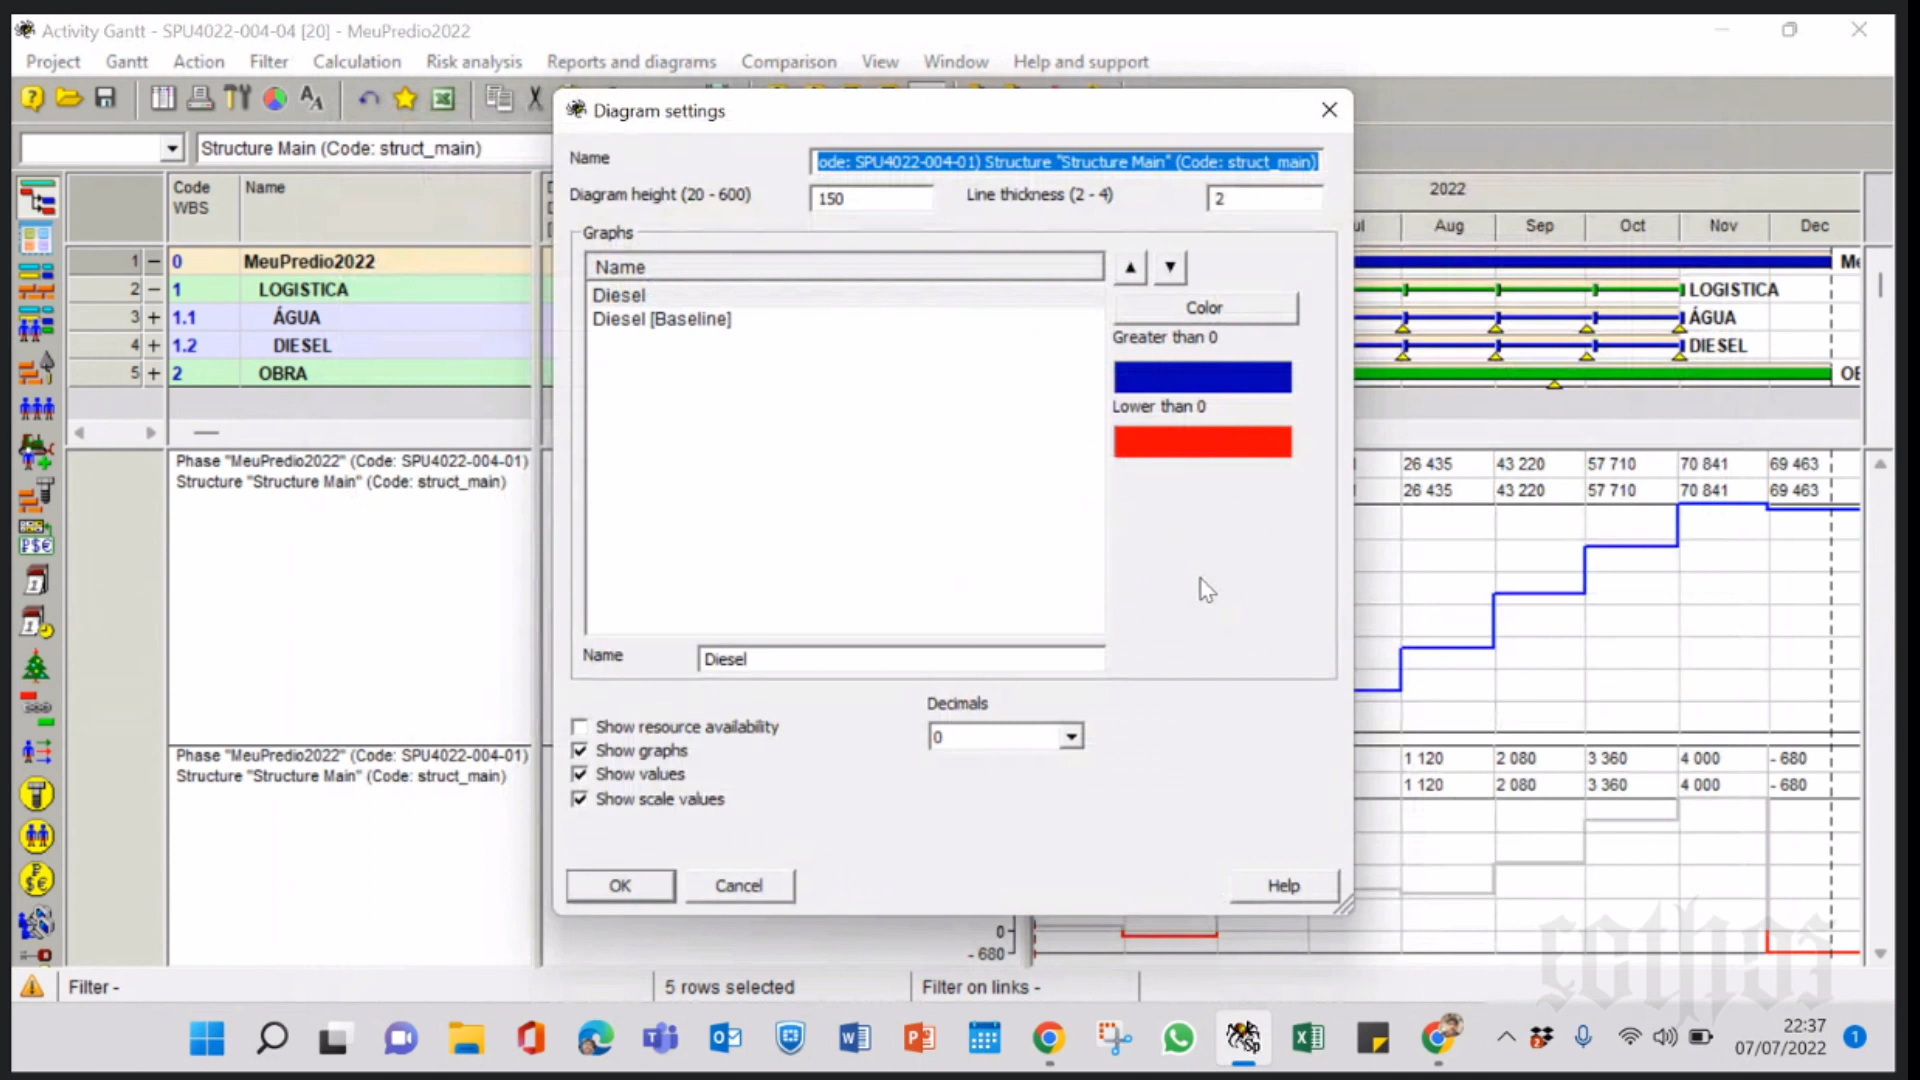 Activity Gantt - SPU4022-004-04 [20] - MeuPredio2022
Project Gantt Action Filter Calculation Risk analysis Reports and diagrams Comparison View Window Help and support
Structure Main (Code: struct_main)
Diagram settings
Name ode: SPU4022-004-01) Structure "Structure Main" (Code: struct_main)
Diagram height (20 - 600) 150 Line thickness (2 - 4) 2
Graphs
Name
Diesel
Diesel [Baseline]
Color
Greater than 0
Lower than 0
Name Diesel
Decimals
0
Show resource availability
Show graphs
Show values
Show scale values
OK Cancel Help
Code
WBS
Name
2022
Aug Sep Oct Nov Dec
1 0 MeuPredio2022
2 1 LOGISTICA LOGISTICA
3 1.1 ÁGUA ÁGUA
4 1.2 DIESEL DIESEL
5 2 OBRA
Phase "MeuPredio2022" (Code: SPU4022-004-01)
Structure "Structure Main" (Code: struct_main)
26 435 43 220 57 710 70 841 69 463
26 435 43 220 57 710 70 841 69 463
Phase "MeuPredio2022" (Code: SPU4022-004-01)
Structure "Structure Main" (Code: struct_main)
1 120 2 080 3 360 4 000 - 680
1 120 2 080 3 360 4 000 - 680
0
- 680
sothos
Filter - 5 rows selected Filter on links -
22:37
07/07/2022
1